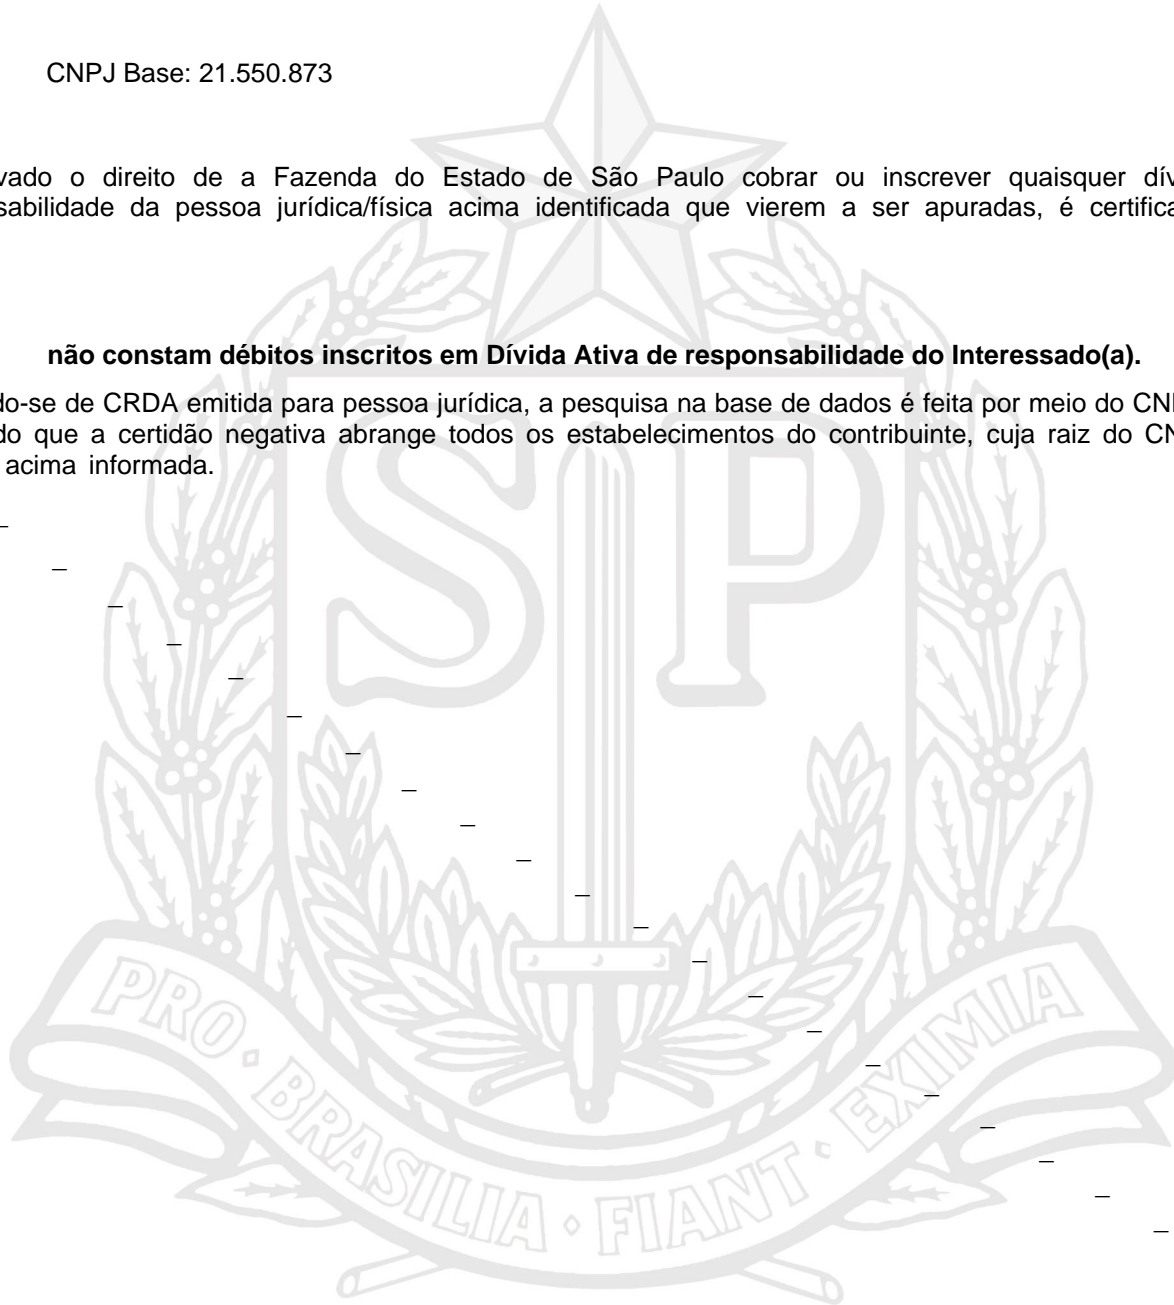 CNPJ Base: 21.550.873
vado o direito de a Fazenda do Estado de São Paulo cobrar ou inscrever quaisquer dív
sabilidade da pessoa jurídica/física acima identificada que vierem a ser apuradas, é certifica
não constam débitos inscritos em Dívida Ativa de responsabilidade do Interessado(a).
do-se de CRDA emitida para pessoa jurídica, a pesquisa na base de dados é feita por meio do CN
do que a certidão negativa abrange todos os estabelecimentos do contribuinte, cuja raiz do CN
acima informada.
SP
PRO • BRASILIA • FIANT • EXIMIA